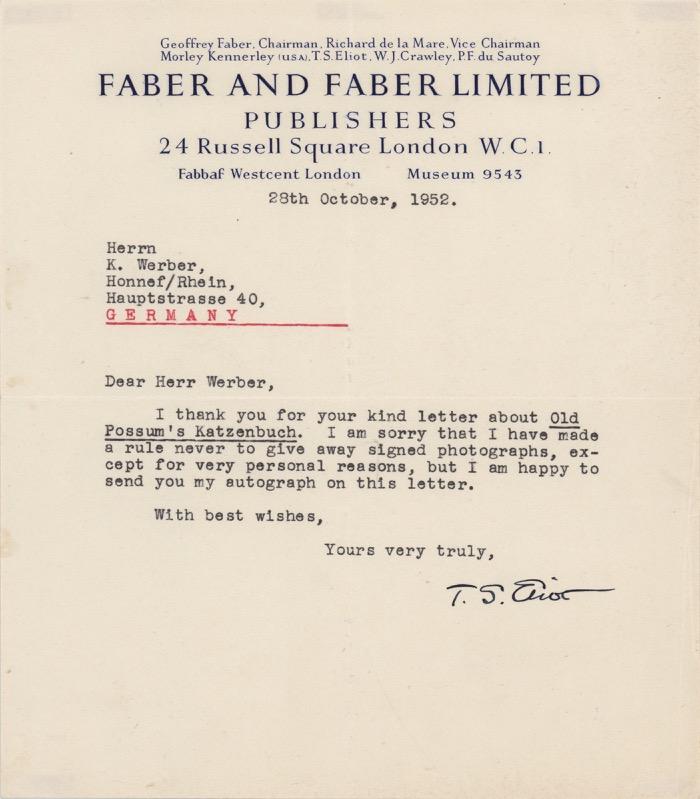 Geoffrey Faber, Chairman, Richard de la Mare, Vice Chairman
Morley Kennerley (USA), T.S.Eliot, W.J.Crawley, P.F. du Sautoy
FABER AND FABER LIMITED
PUBLISHERS
24 Russell Square London W.C.1.
Fabbaf Westcent London Museum 9543
28th October, 1952.
Herrn
K. Werber,
Honnef/Rhein,
Hauptstrasse 40,
GERMANY
Dear Herr Werber,
I thank you for your kind letter about Old
Possum's Katzenbuch. I am sorry that I have made
a rule never to give away signed photographs, ex-
cept for very personal reasons, but I am happy to
send you my autograph on this letter.
With best wishes,
Yours very truly,
T. S. Eliot